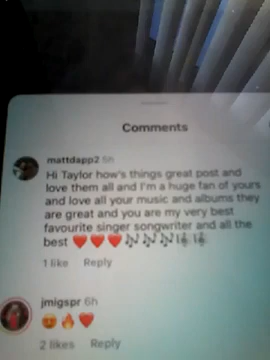 Comments
mattdapp2 5h
Hi Taylor how's things great post and
love them all and I'm a huge fan of yours
and love all your music and albums they
are great and you are my very best
favourite singer songwriter and all the
best ❤️❤️❤️🎶🎶🎶🎼🎼
1 like Reply
jmigspr 6h
😍🔥❤️
2 likes Reply